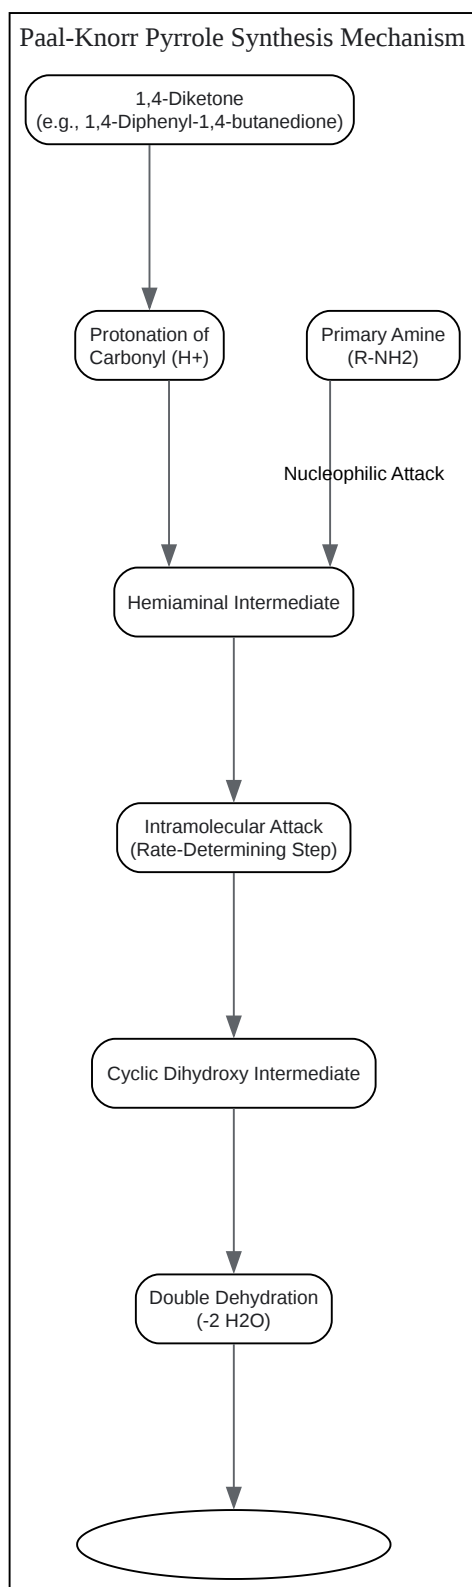 Paal-Knorr Pyrrole Synthesis Mechanism
1,4-Diketone
(e.g., 1,4-Diphenyl-1,4-butanedione)
Protonation of
Carbonyl (H+)
Primary Amine
(R-NH2)
Nucleophilic Attack
Hemiaminal Intermediate
Intramolecular Attack
(Rate-Determining Step)
Cyclic Dihydroxy Intermediate
Double Dehydration
(-2 H2O)